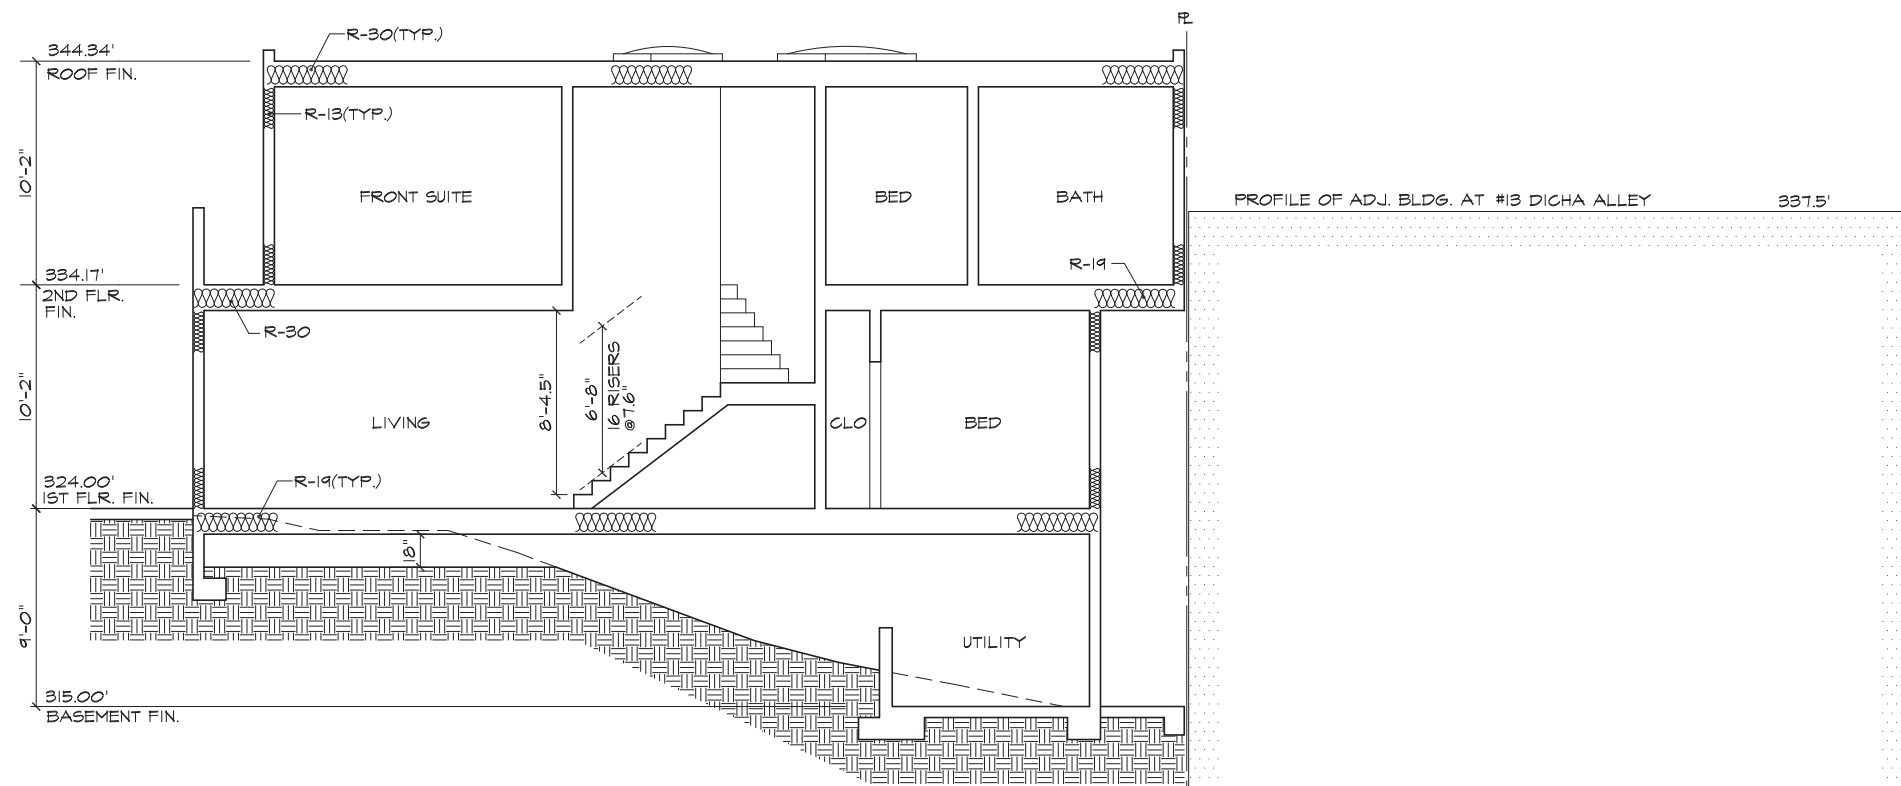 PL
R-30(TYP.)
344.34'
ROOF FIN.
R-13(TYP.)
10'-2"
FRONT SUITE
BED
BATH
PROFILE OF ADJ. BLDG. AT #13 DICHA ALLEY 337.5'
R-19
334.17'
2ND FLR.
FIN.
R-30
10'-2"
LIVING
8'-4.5"
6'-8"
16 RISERS
@7.6"
CLO
BED
324.00'
1ST FLR. FIN.
R-19(TYP.)
18"
9'-0"
UTILITY
315.00'
BASEMENT FIN.